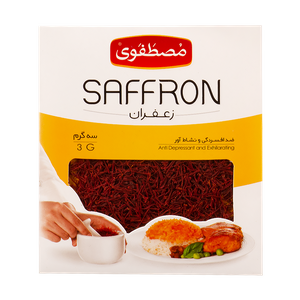 مصطفوی
SAFFRON
زعفران
سه گرم
3 G
ضد افسردگی و نشاط آور
Anti Depressant and Exhilarating